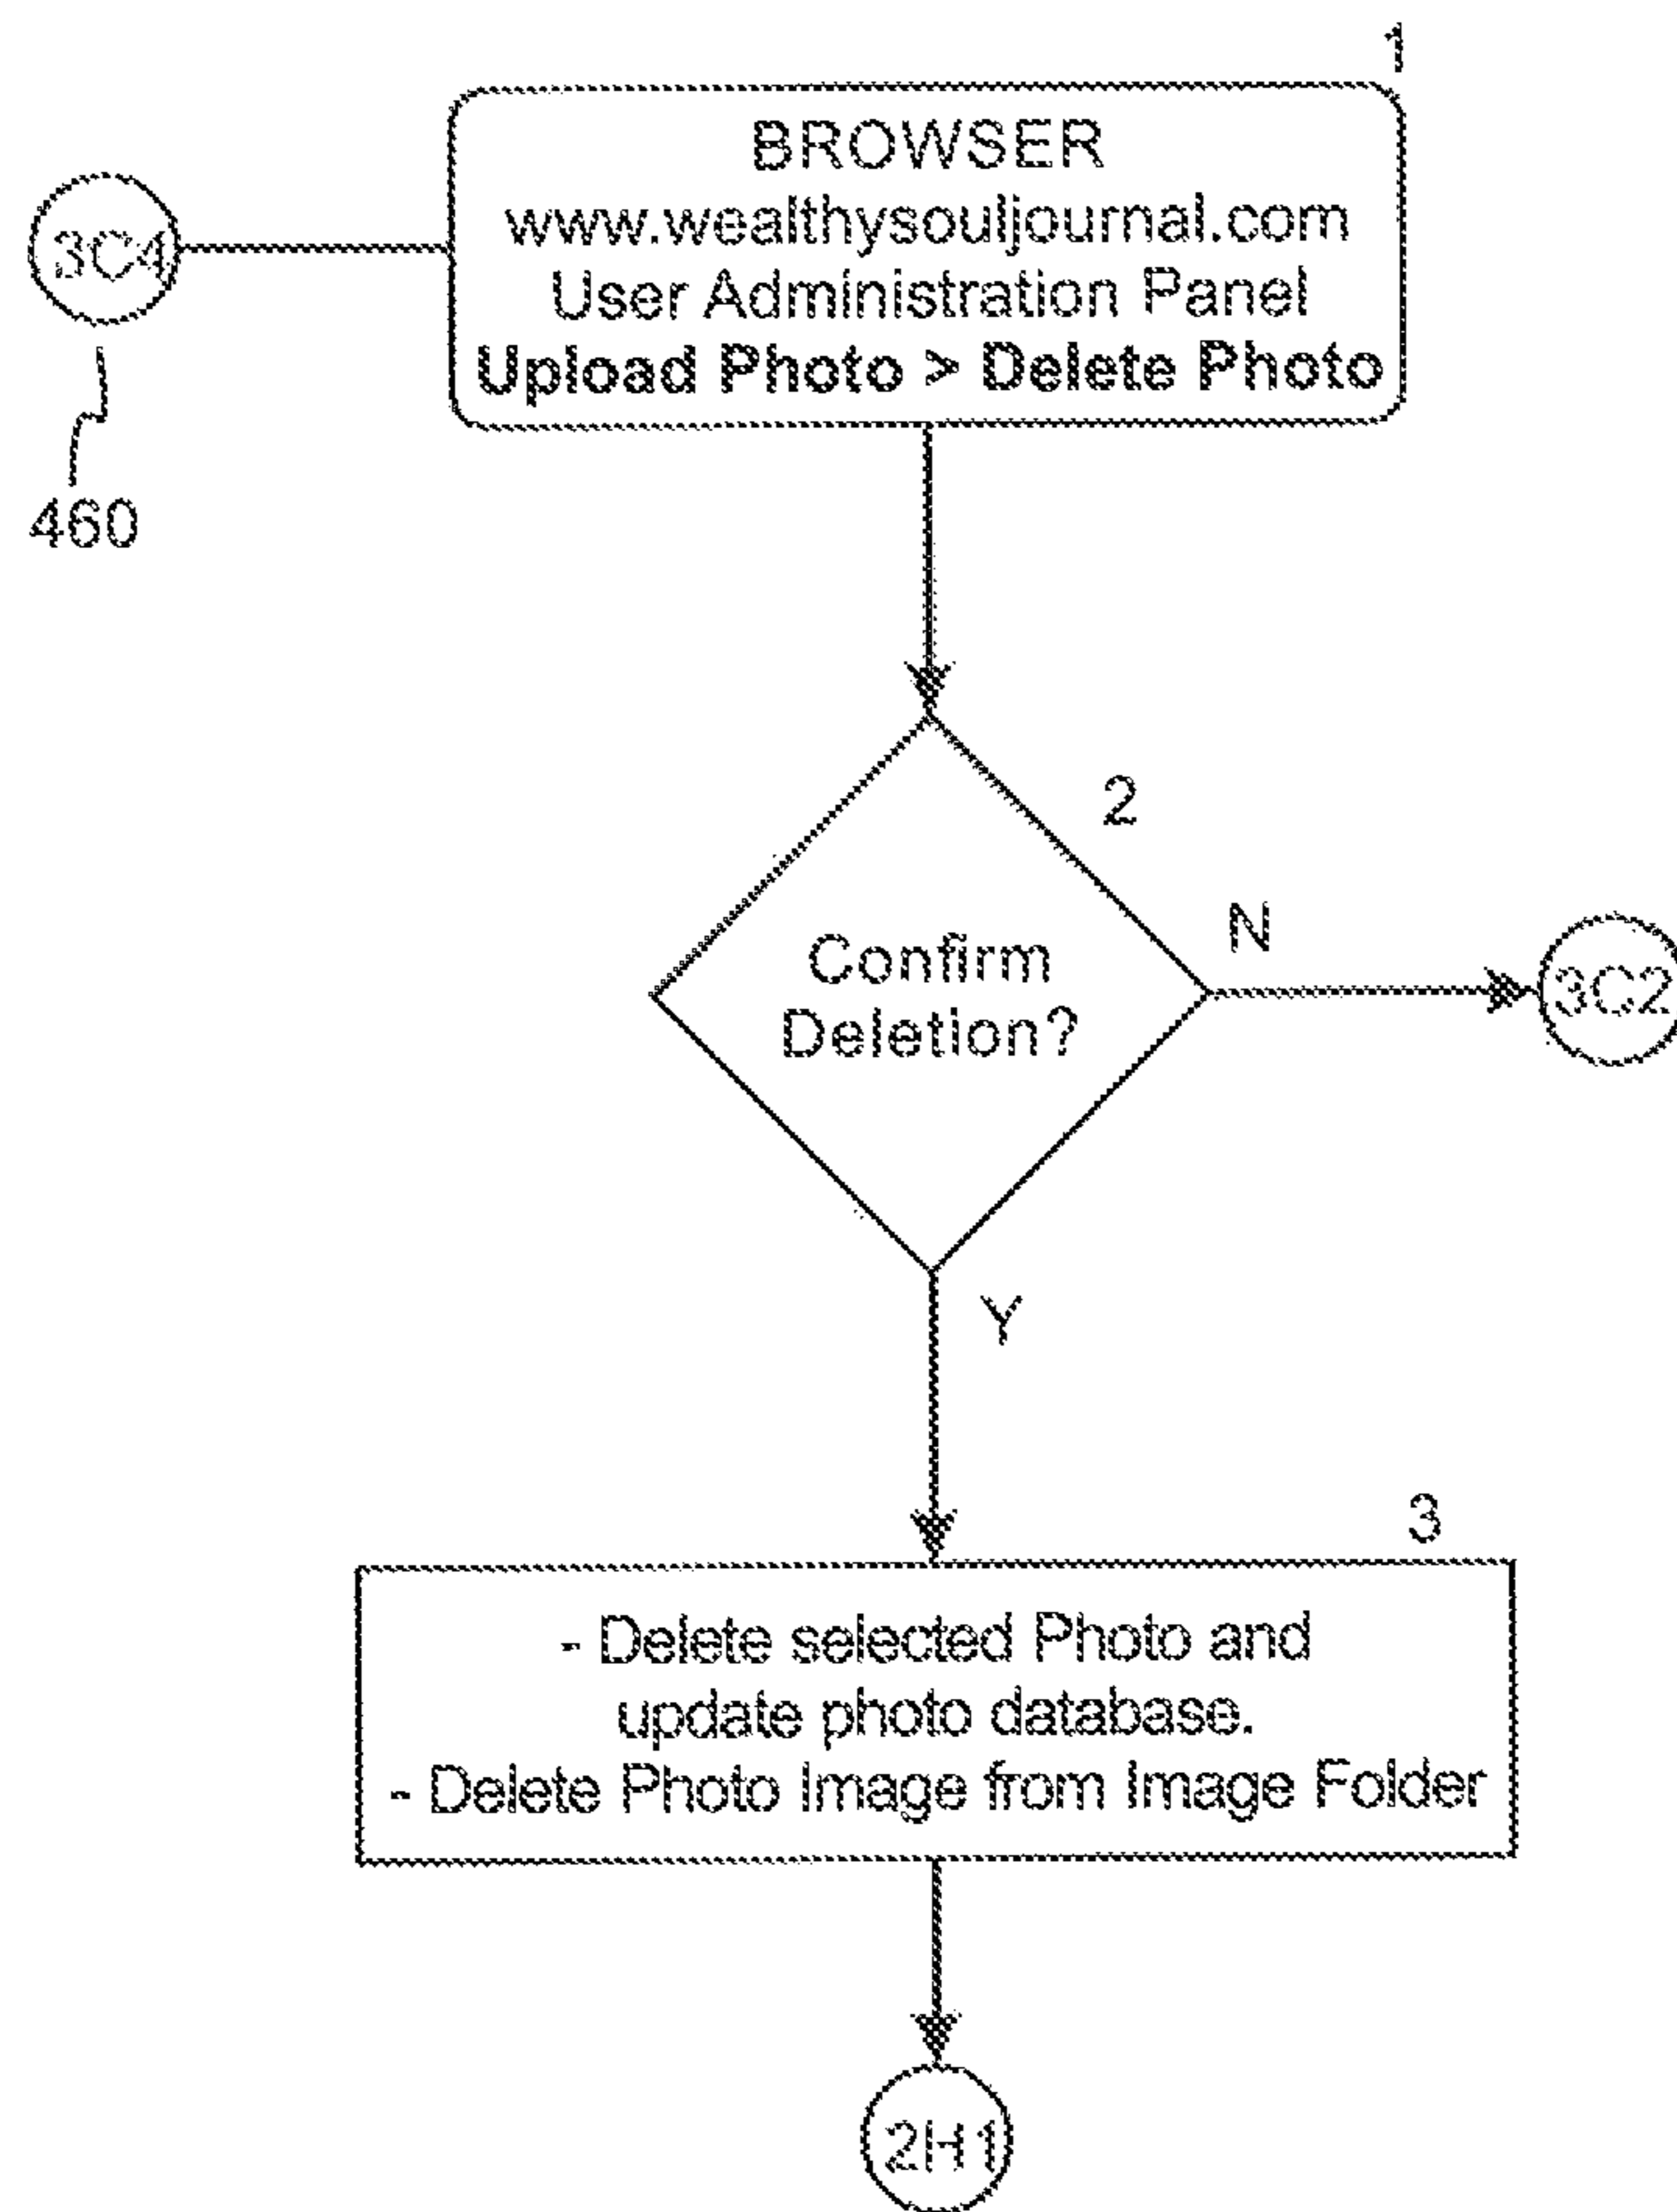 1
BROWSER
3C4
www.wealthysouljournal.com
User Administration Panel
Upload Photo > Delete Photo
460
2
N
Confirm
Deletion?
3C2
Y
3
- Delete selected Photo and
update photo database.
- Delete Photo Image from Image Folder
2H1